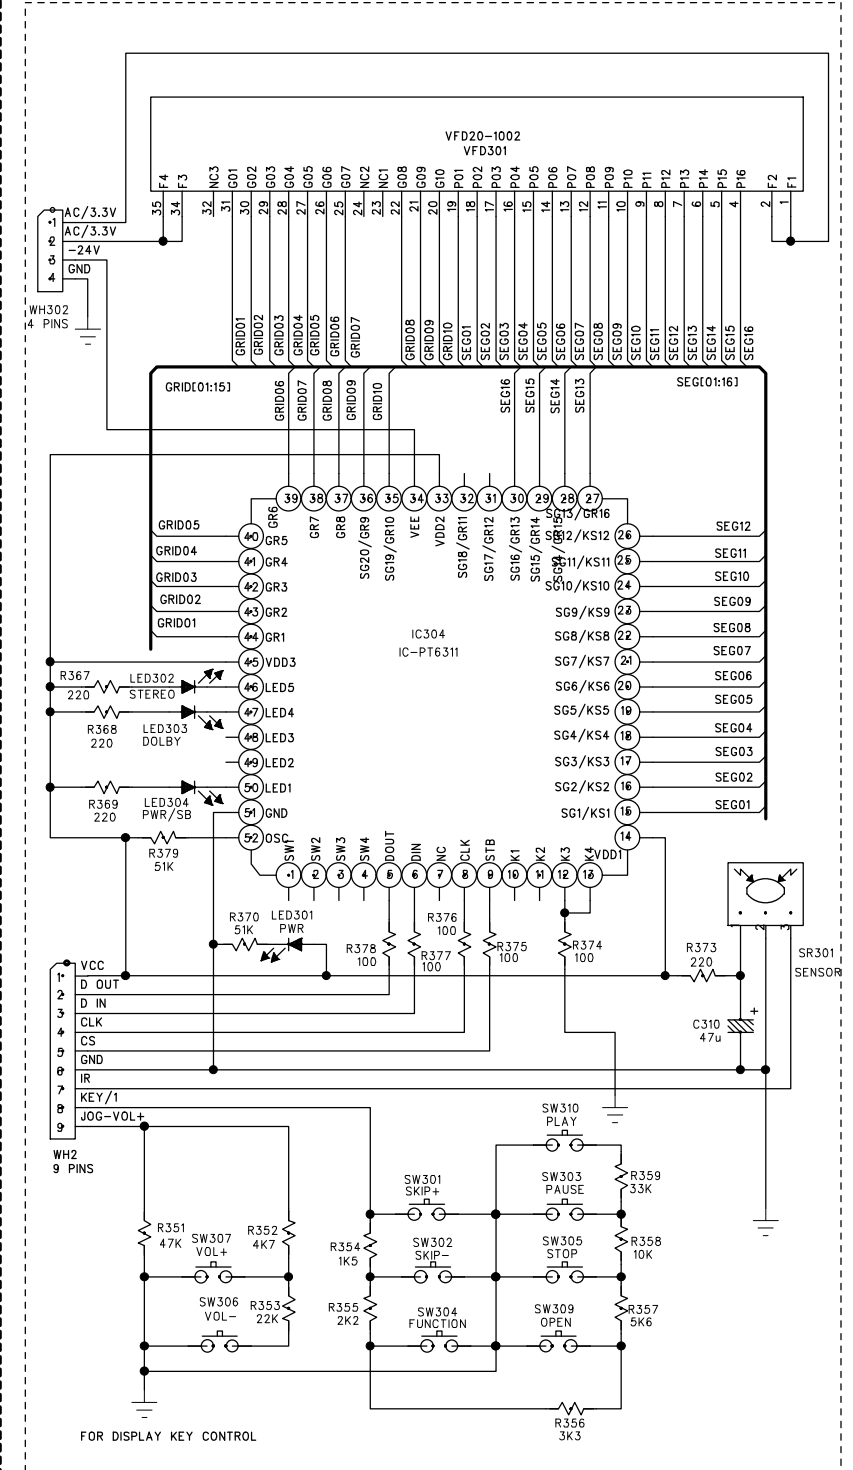 VFD20-1002
VFD301
F4 F3 NC3 G01 G02 G03 G04 G05 G06 G07 NC2 NC1 G08 G09 G10 P01 P02 P03 P04 P05 P06 P07 P08 P09 P10 P11 P12 P13 P14 P15 P16 F2 F1
35 34 32 31 30 29 28 27 26 25 24 23 22 21 20 19 18 17 16 15 14 13 12 11 10 9 8 7 6 5 4 2 1
1 AC/3.3V
2 AC/3.3V
3 -24V
4 GND
WH302
4 PINS
GRID01 GRID02 GRID03 GRID04 GRID05 GRID06 GRID07 GRID08 GRID09 GRID10 SEG01 SEG02 SEG03 SEG04 SEG05 SEG06 SEG07 SEG08 SEG09 SEG10 SEG11 SEG12 SEG13 SEG14 SEG15 SEG16
GRID[01:15] SEG[01:16]
GRID06 GRID07 GRID08 GRID09 GRID10 SEG16 SEG15 SEG14 SEG13
39 38 37 36 35 34 33 32 31 30 29 28 27
GR6 GR7 GR8 SG20/GR9 SG19/GR10 VEE VDD2 SG18/GR11 SG17/GR12 SG16/GR13 SG15/GR14 SG14/GR15 SG13/GR16
GRID05 40 GR5 SG12/KS12 26 SEG12
GRID04 41 GR4 SG11/KS11 25 SEG11
GRID03 42 GR3 SG10/KS10 24 SEG10
GRID02 43 GR2 SG9/KS9 23 SEG09
GRID01 44 GR1 SG8/KS8 22 SEG08
IC304
IC-PT6311
45 VDD3 SG7/KS7 21 SEG07
R367
220
LED302
STEREO
46 LED5 SG6/KS6 20 SEG06
47 LED4 SG5/KS5 19 SEG05
R368
220
LED303
DOLBY
48 LED3 SG4/KS4 18 SEG04
49 LED2 SG3/KS3 17 SEG03
50 LED1 SG2/KS2 16 SEG02
R369
220
LED304
PWR/SB
51 GND SG1/KS1 15 SEG01
52 OSC VDD1 14
R379
51K
SW1 SW2 SW3 SW4 DOUT DIN NC CLK STB K1 K2 K3 K4
1 2 3 4 5 6 7 8 9 10 11 12 13
R370
51K
LED301
PWR
R378
100
R377
100
R376
100
R375
100
R374
100
R373
220
1 2 3
SR301
SENSOR
C310
47u
+
1 VCC
2 D OUT
3 D IN
4 CLK
5 CS
6 GND
7 IR
8 KEY/1
9 JOG-VOL+
WH2
9 PINS
SW310
PLAY
R359
33K
SW301
SKIP+
SW303
PAUSE
R351
47K
SW307
VOL+
R352
4K7
R354
1K5
SW302
SKIP-
SW305
STOP
R358
10K
SW306
VOL-
R353
22K
R355
2K2
SW304
FUNCTION
SW309
OPEN
R357
5K6
R356
3K3
FOR DISPLAY KEY CONTROL